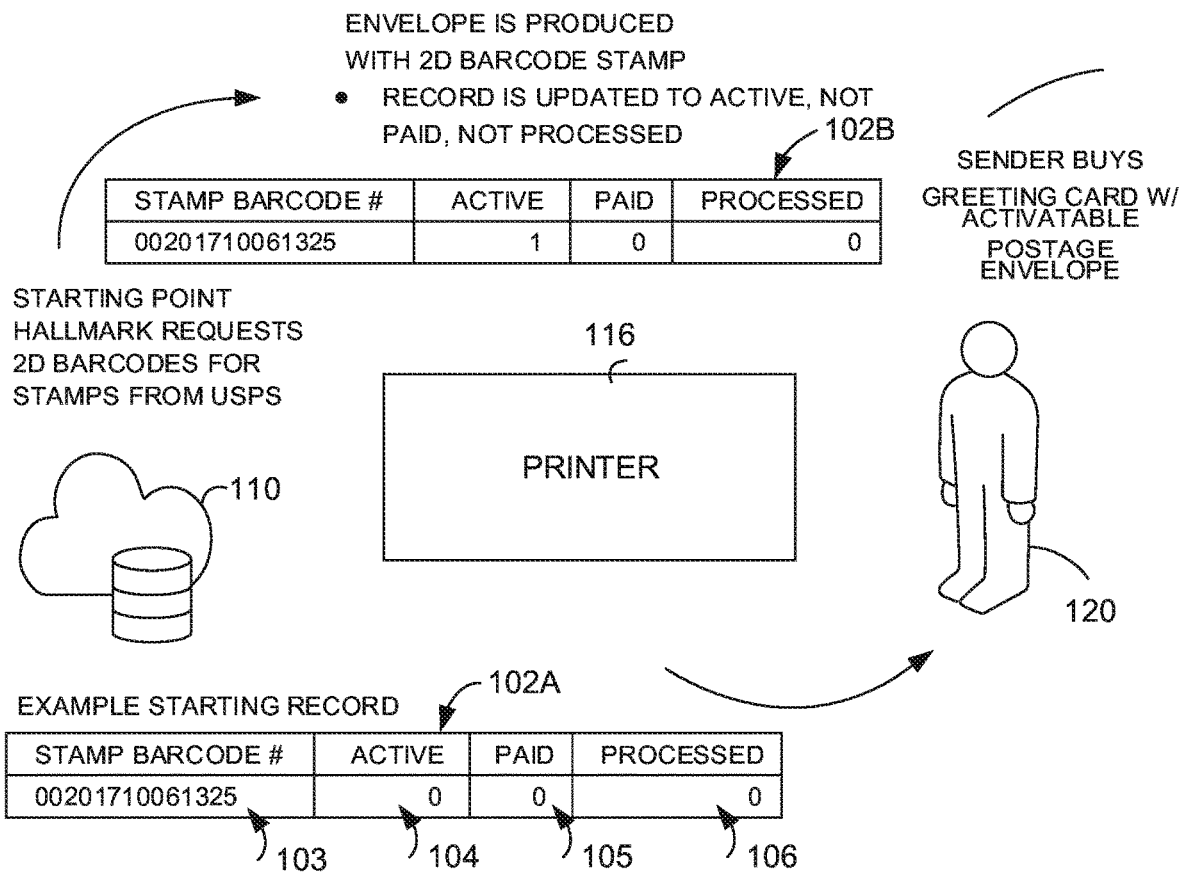 ENVELOPE IS PRODUCED
WITH 2D BARCODE STAMP
• RECORD IS UPDATED TO ACTIVE, NOT
PAID, NOT PROCESSED
102B
STAMP BARCODE # ACTIVE PAID PROCESSED
00201710061325 1 0 0
SENDER BUYS
GREETING CARD W/
ACTIVATABLE
POSTAGE
ENVELOPE
STARTING POINT
HALLMARK REQUESTS
2D BARCODES FOR
STAMPS FROM USPS
116
PRINTER
110
120
EXAMPLE STARTING RECORD
102A
STAMP BARCODE # ACTIVE PAID PROCESSED
00201710061325 0 0 0
103 104 105 106